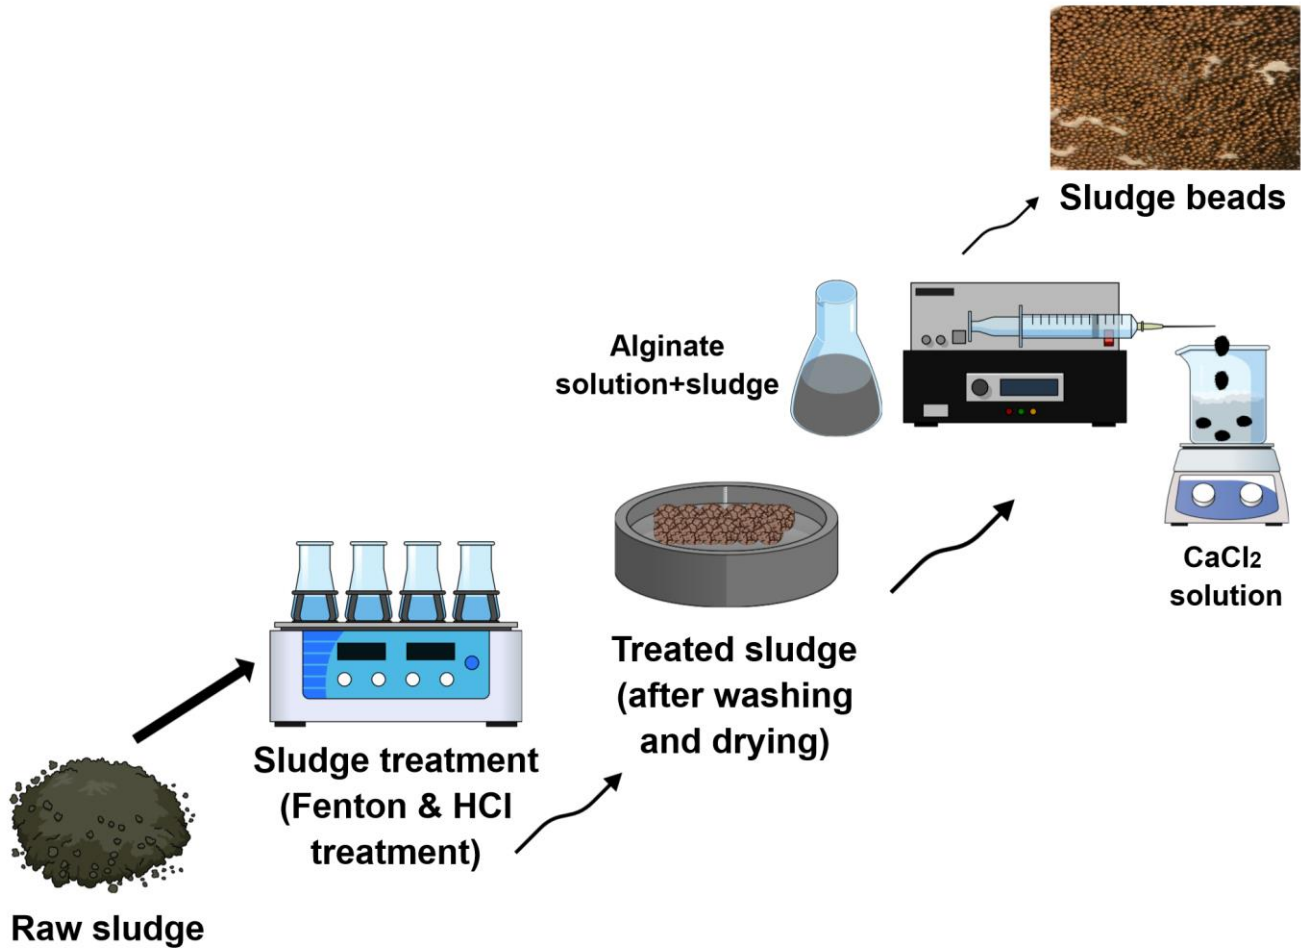 Raw sludge
Sludge treatment
(Fenton & HCl
treatment)
Treated sludge
(after washing
and drying)
Alginate
solution+sludge
CaCl2
solution
Sludge beads